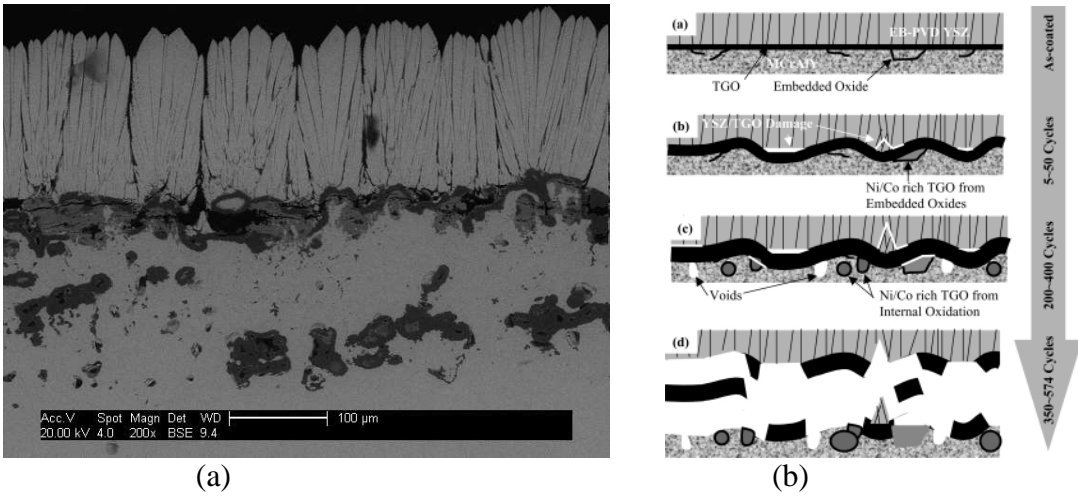 Acc.V Spot Magn Det WD 100 µm
20.00 kV 4.0 200x BSE 9.4
(a)
(a)
EB-PVD YSZ
MCrAlY
TGO Embedded Oxide
(b)
YSZ/TGO Damage
Ni/Co rich TGO from
Embedded Oxides
(c)
Voids
Ni/Co rich TGO from
Internal Oxidation
(d)
As-coated
5~50 Cycles
200~400 Cycles
350~574 Cycles
(b)